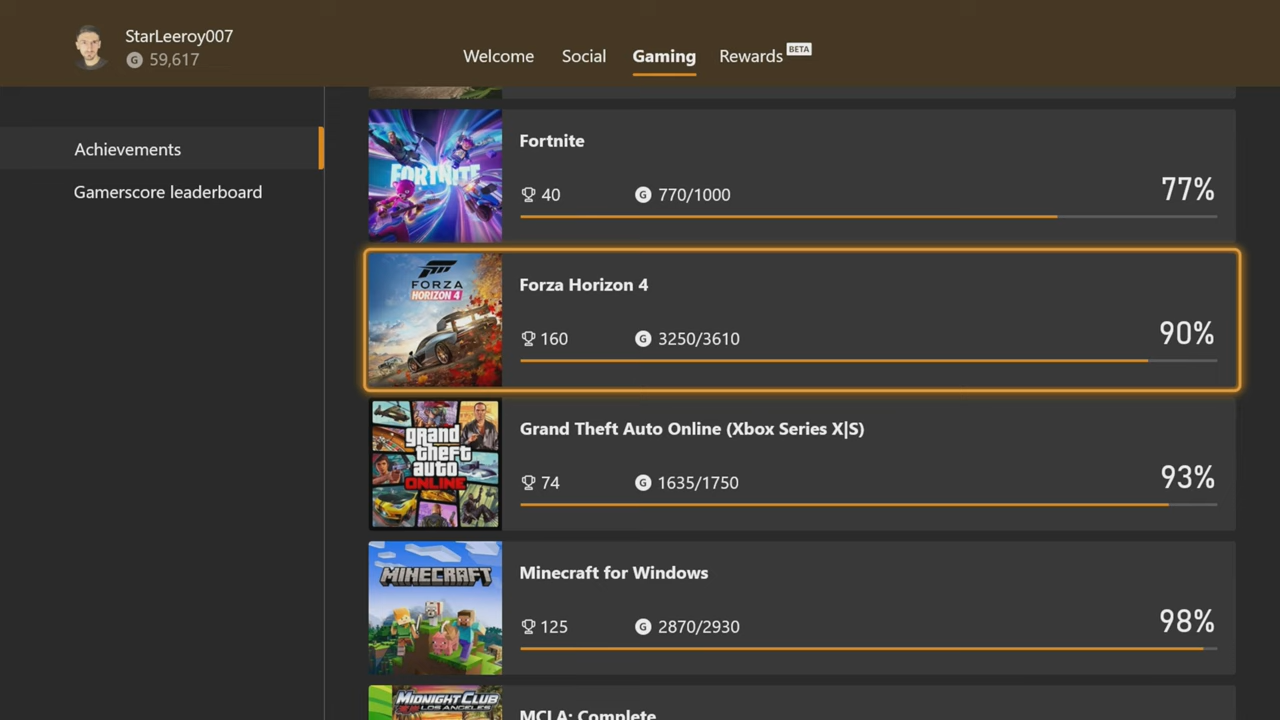 StarLeeroy007
G 59,617
Welcome Social Gaming Rewards BETA
Achievements
Gamerscore leaderboard
FORTNITE
Fortnite
40 G 770/1000
77%
FORZA
HORIZON 4
Forza Horizon 4
160 G 3250/3610
90%
grand
theft
auto
ONLINE
Grand Theft Auto Online (Xbox Series X|S)
74 G 1635/1750
93%
MINECRAFT
Minecraft for Windows
125 G 2870/2930
98%
MIDNIGHT CLUB
LOS ANGELES
MCLA: Complete